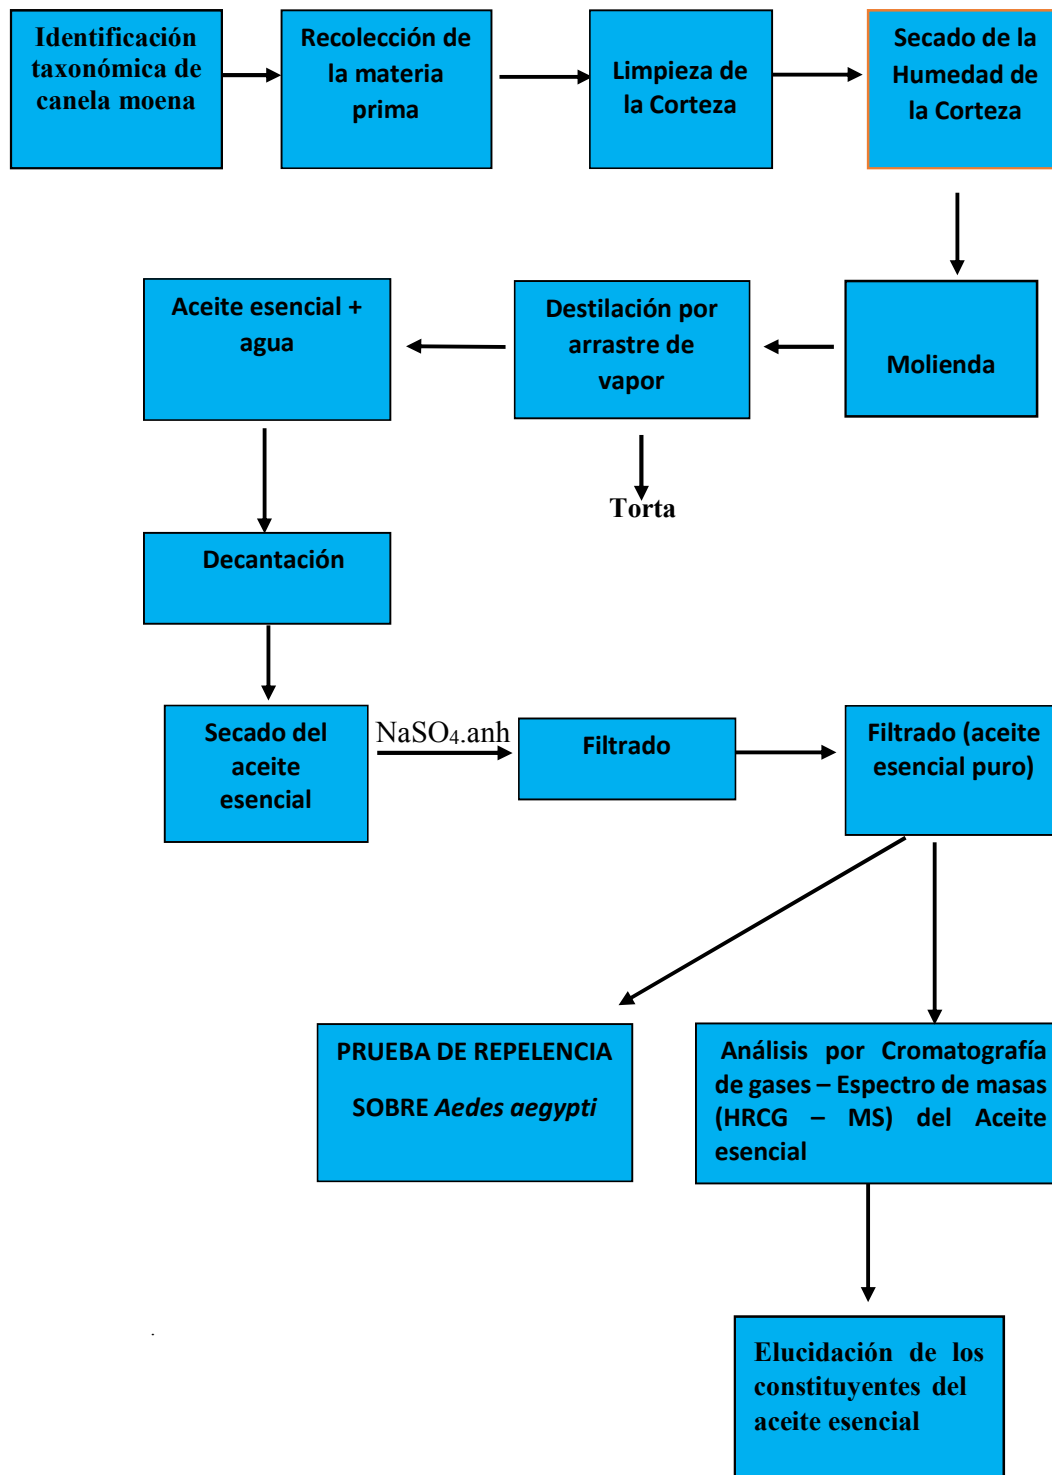 Identificación
taxonómica de
canela moena
Recolección de
la materia
prima
Limpieza de
la Corteza
Secado de la
Humedad de
la Corteza
Molienda
Destilación por
arrastre de
vapor
Torta
Aceite esencial +
agua
Decantación
Secado del
aceite
esencial
NaSO₄.anh
Filtrado
Filtrado (aceite
esencial puro)
PRUEBA DE REPELENCIA
SOBRE Aedes aegypti
Análisis por Cromatografía
de gases – Espectro de masas
(HRCG – MS) del Aceite
esencial
Elucidación de los
constituyentes del
aceite esencial